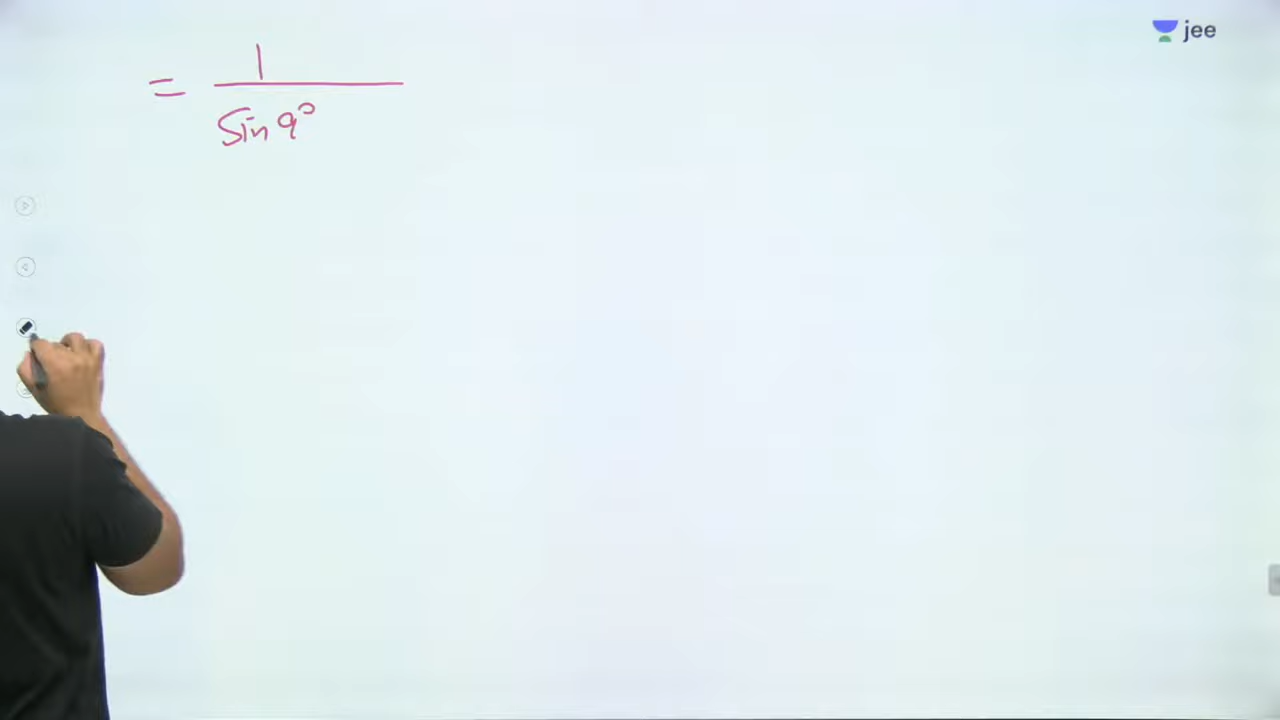 jee
= 1 / sin 9°